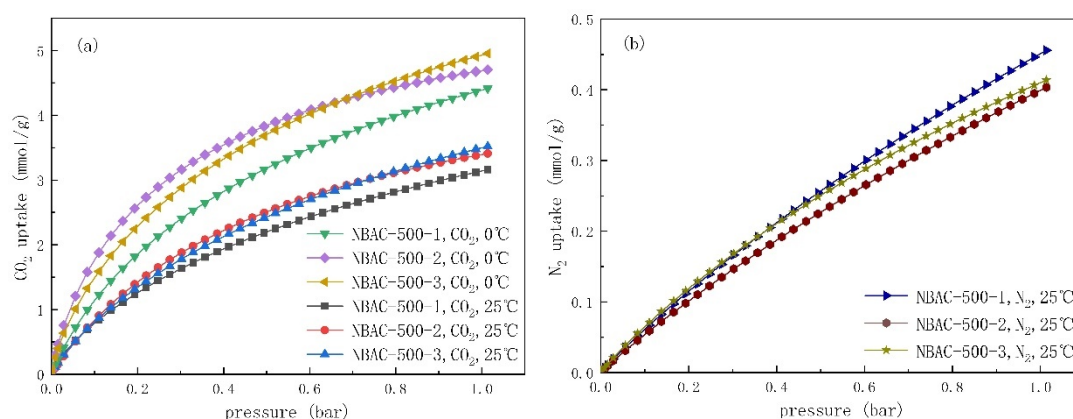 (a)
CO₂ uptake (mmol/g)
5
4
3
2
1
0
NBAC-500-1, CO₂, 0℃
NBAC-500-2, CO₂, 0℃
NBAC-500-3, CO₂, 0℃
NBAC-500-1, CO₂, 25℃
NBAC-500-2, CO₂, 25℃
NBAC-500-3, CO₂, 25℃
0.0 0.2 0.4 0.6 0.8 1.0
pressure (bar)
(b)
N₂ uptake (mmol/g)
0.5
0.4
0.3
0.2
0.1
0.0
NBAC-500-1, N₂, 25℃
NBAC-500-2, N₂, 25℃
NBAC-500-3, N₂, 25℃
0.0 0.2 0.4 0.6 0.8 1.0
pressure (bar)